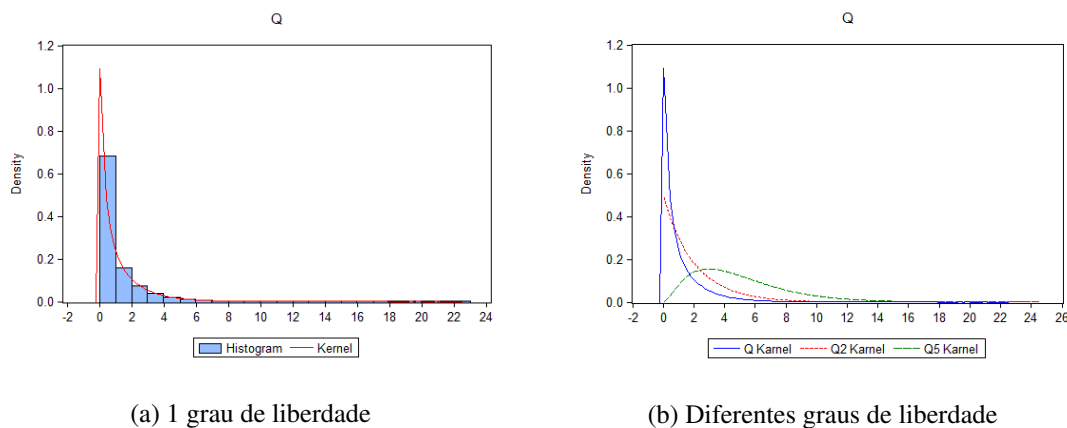 Q
1.2
1.0
0.8
0.6
0.4
0.2
0.0
Density
-2 0 2 4 6 8 10 12 14 16 18 20 22 24
Histogram Kernel
(a) 1 grau de liberdade
Q
1.2
1.0
0.8
0.6
0.4
0.2
0.0
Density
-2 0 2 4 6 8 10 12 14 16 18 20 22 24 26
Q Karnel Q2 Karnel Q5 Karnel
(b) Diferentes graus de liberdade